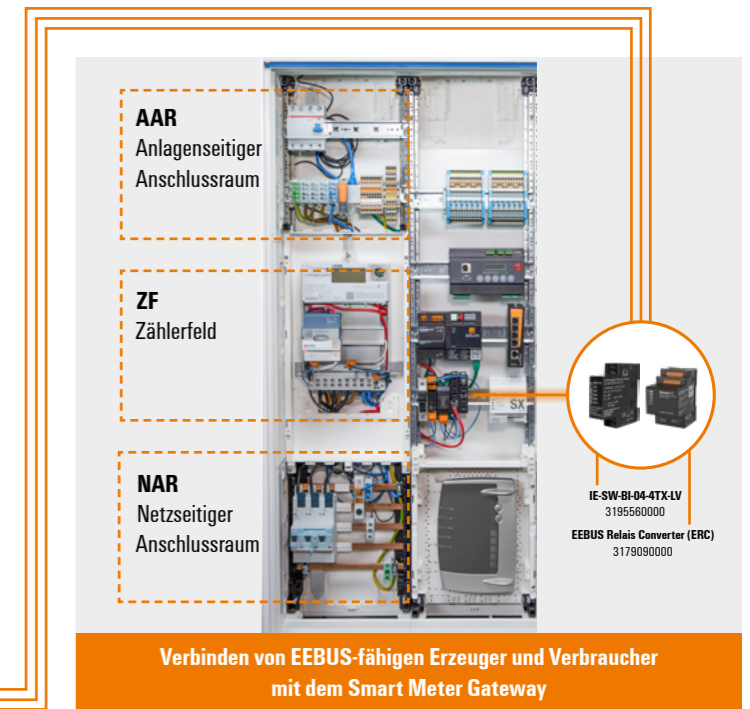 AAR
Anlagenseitiger
Anschlussraum
ZF
Zählerfeld
NAR
Netzseitiger
Anschlussraum
SX
IE-SW-BI-04-4TX-LV
3195560000
EEBUS Relais Converter (ERC)
3179090000
Verbinden von EEBUS-fähigen Erzeuger und Verbraucher
mit dem Smart Meter Gateway